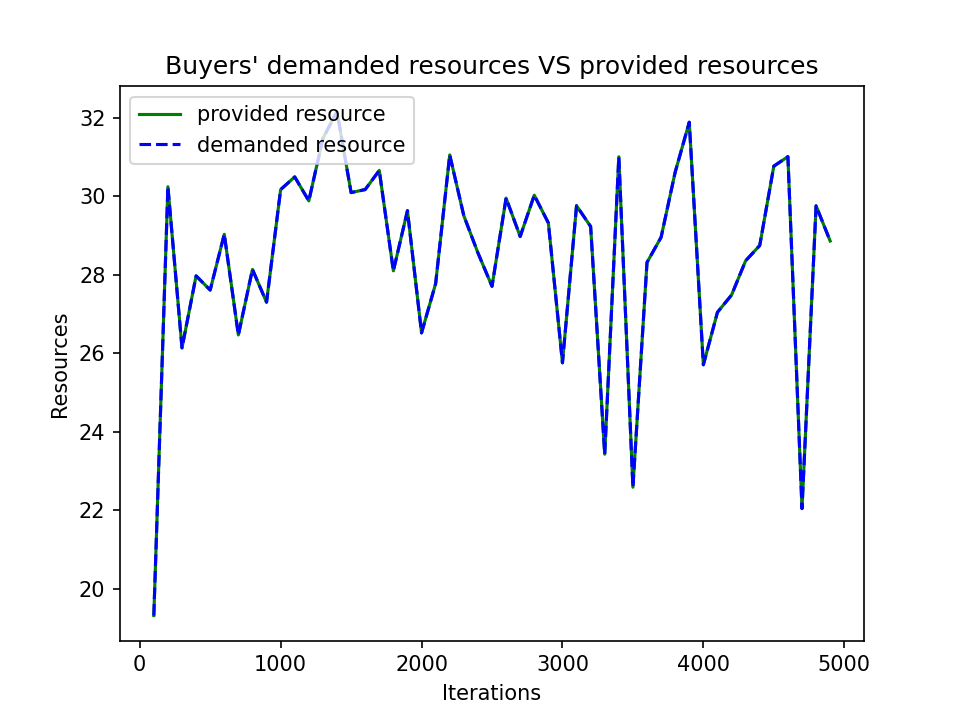 Buyers' demanded resources VS provided resources
provided resource
demanded resource
32
30
28
26
24
22
20
Resources
0 1000 2000 3000 4000 5000
Iterations